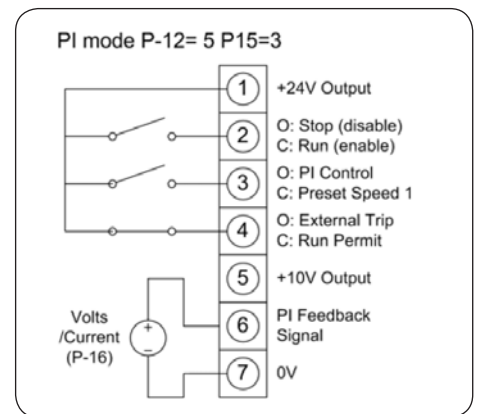 PI mode P-12= 5 P15=3
1
+24V Output
2
O: Stop (disable)
C: Run (enable)
3
O: PI Control
C: Preset Speed 1
4
O: External Trip
C: Run Permit
5
+10V Output
Volts
/Current
(P-16)
+
−
6
PI Feedback
Signal
7
0V